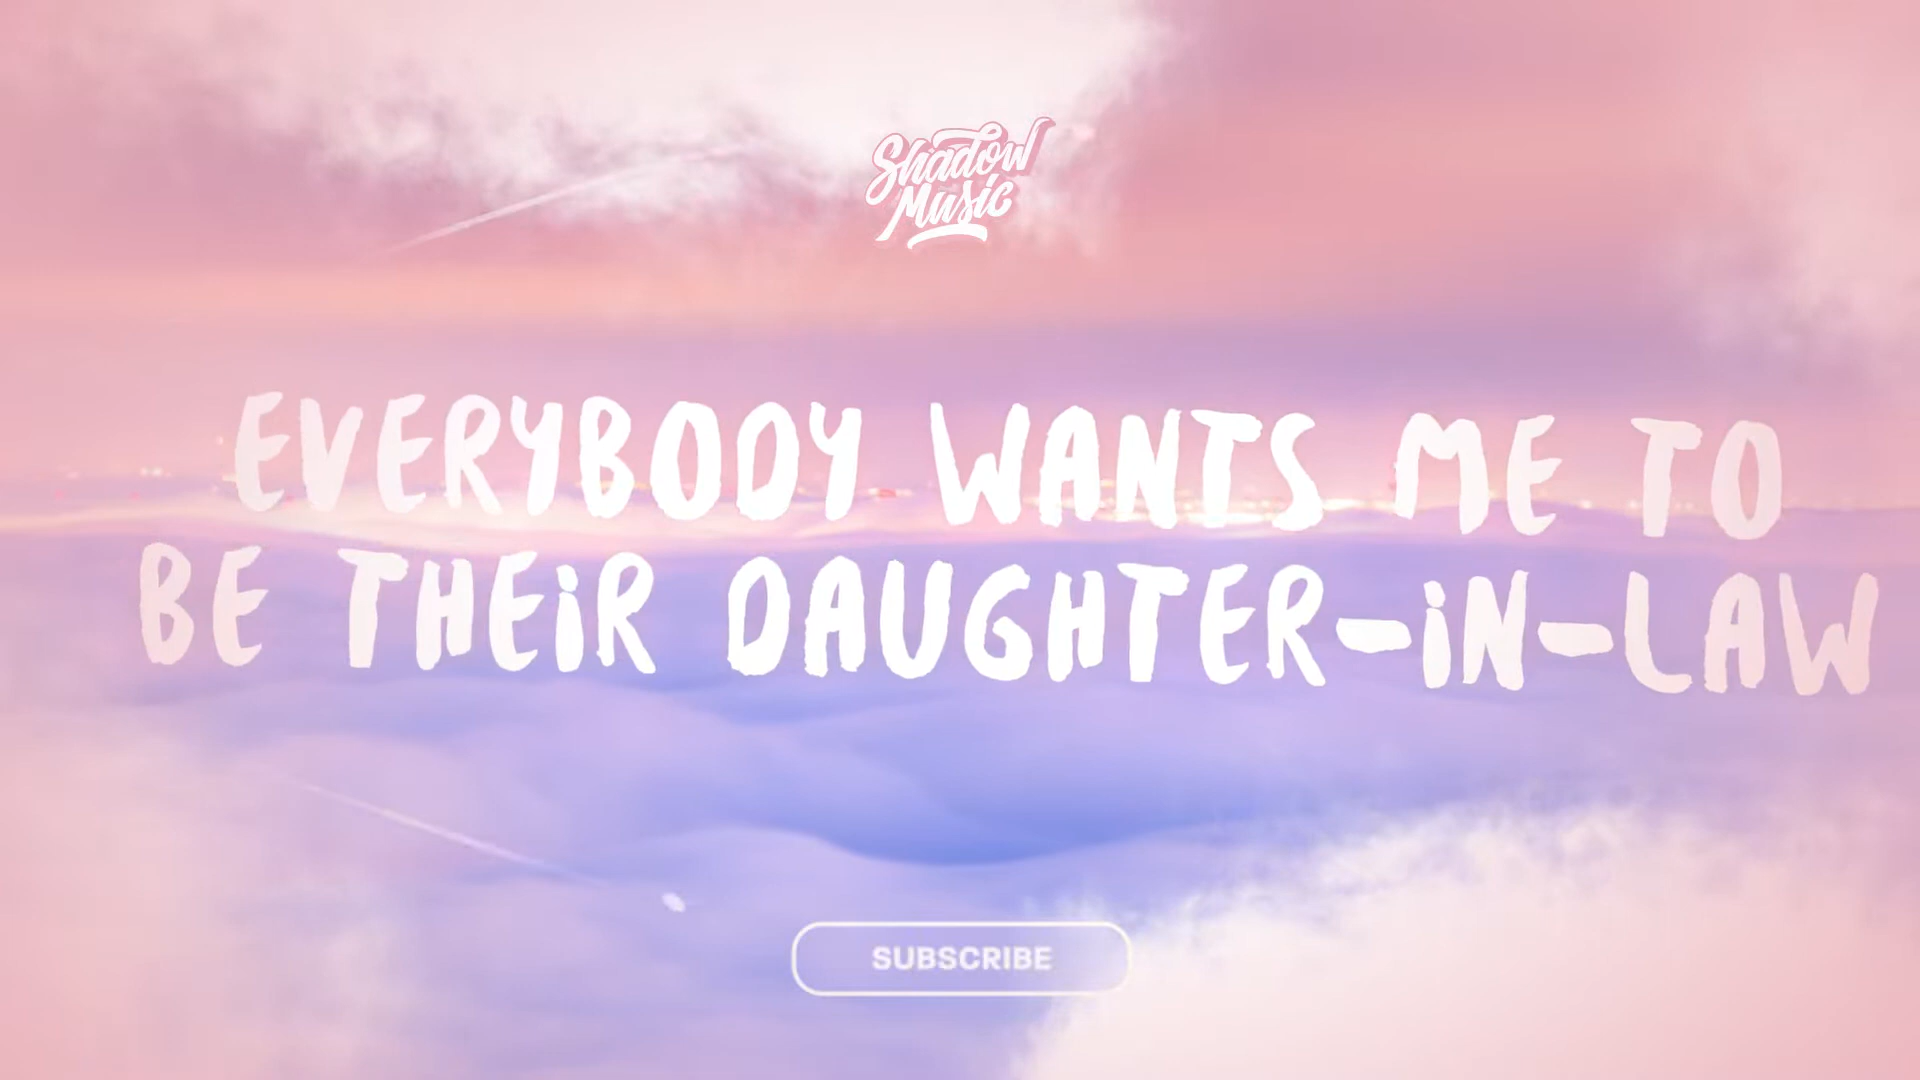 Shadow
Music
EVERYBODY WANTS ME TO
BE THEiR DAUGHTER-iN-LAW
SUBSCRIBE